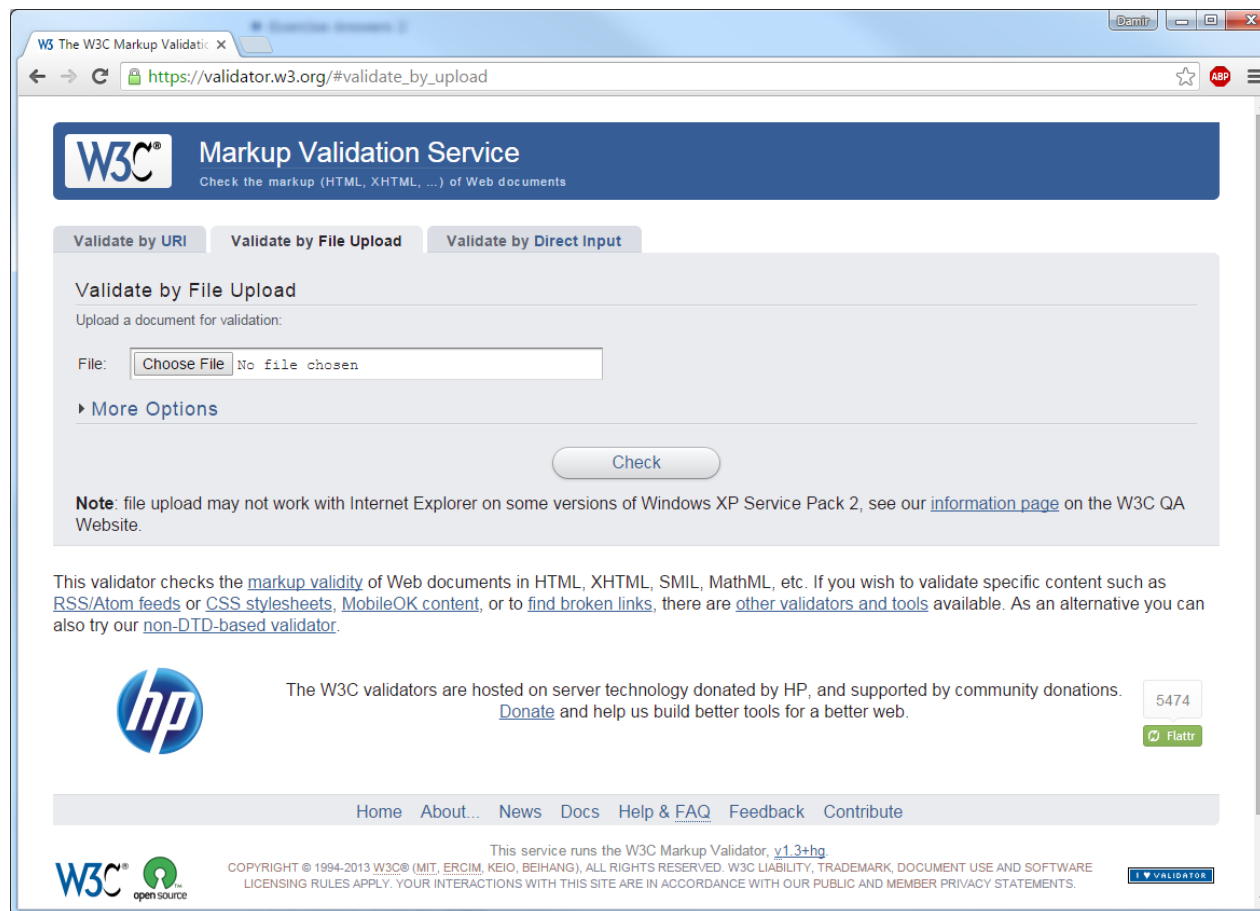 Exercise Answers 2
Damir
W3 The W3C Markup Validatic
https://validator.w3.org/#validate_by_upload
ABP
W3C® Markup Validation Service
Check the markup (HTML, XHTML, ...) of Web documents
Validate by URI Validate by File Upload Validate by Direct Input
Validate by File Upload
Upload a document for validation:
File: Choose File No file chosen
More Options
Check
Note: file upload may not work with Internet Explorer on some versions of Windows XP Service Pack 2, see our information page on the W3C QA
Website.
This validator checks the markup validity of Web documents in HTML, XHTML, SMIL, MathML, etc. If you wish to validate specific content such as
RSS/Atom feeds or CSS stylesheets, MobileOK content, or to find broken links, there are other validators and tools available. As an alternative you can
also try our non-DTD-based validator.
hp
The W3C validators are hosted on server technology donated by HP, and supported by community donations.
Donate and help us build better tools for a better web.
5474
Flattr
Home About... News Docs Help & FAQ Feedback Contribute
This service runs the W3C Markup Validator, v1.3+hg.
COPYRIGHT © 1994-2013 W3C® (MIT, ERCIM, KEIO, BEIHANG), ALL RIGHTS RESERVED. W3C LIABILITY, TRADEMARK, DOCUMENT USE AND SOFTWARE
LICENSING RULES APPLY. YOUR INTERACTIONS WITH THIS SITE ARE IN ACCORDANCE WITH OUR PUBLIC AND MEMBER PRIVACY STATEMENTS.
W3C®
open source
I ♥ VALIDATOR